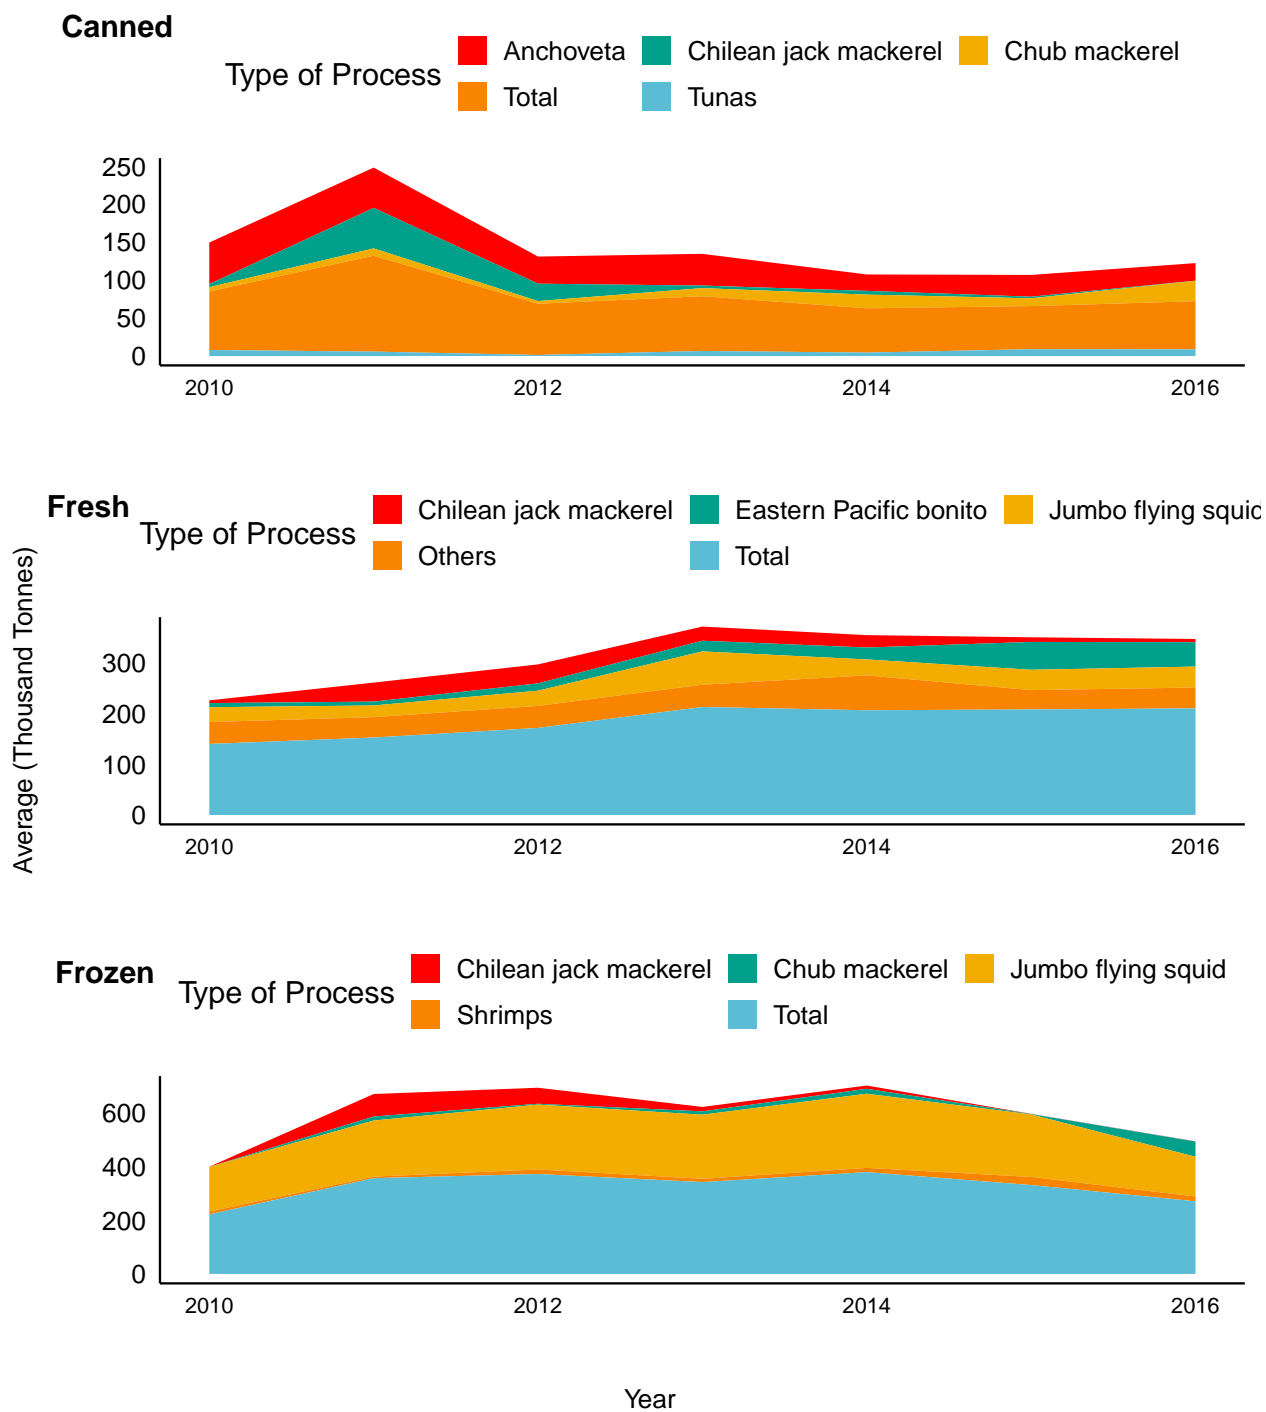 Canned
Type of Process
Anchoveta
Chilean jack mackerel
Chub mackerel
Total
Tunas
250
200
150
100
50
0
2010
2012
2014
2016
Fresh
Type of Process
Chilean jack mackerel
Eastern Pacific bonito
Jumbo flying squid
Others
Total
Average (Thousand Tonnes)
300
200
100
0
2010
2012
2014
2016
Frozen
Type of Process
Chilean jack mackerel
Chub mackerel
Jumbo flying squid
Shrimps
Total
600
400
200
0
2010
2012
2014
2016
Year